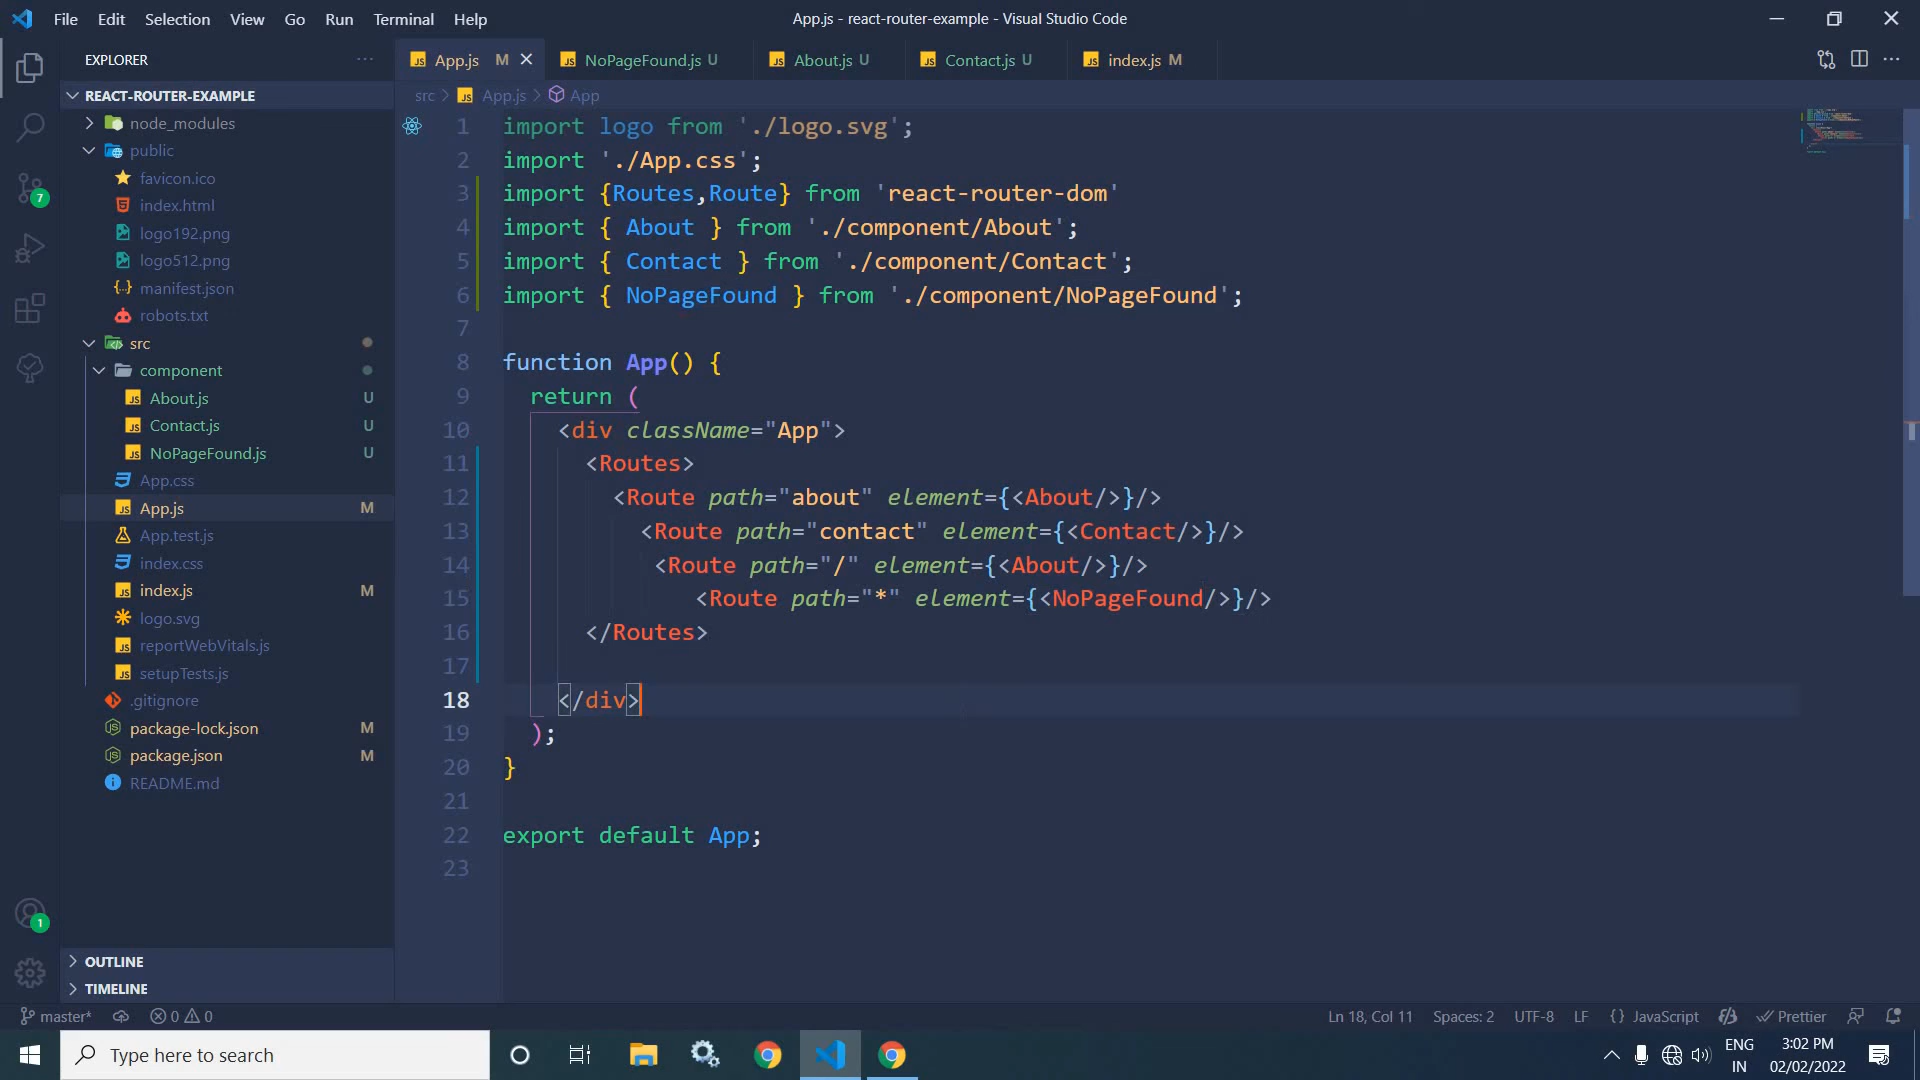 File Edit Selection View Go Run Terminal Help
App.js - react-router-example - Visual Studio Code
EXPLORER
App.js M
NoPageFound.js U
About.js U
Contact.js U
index.js M
REACT-ROUTER-EXAMPLE
src > App.js > App
node_modules
public
favicon.ico
index.html
logo192.png
logo512.png
manifest.json
robots.txt
src
component
About.js U
Contact.js U
NoPageFound.js U
App.css
App.js M
App.test.js
index.css
index.js M
logo.svg
reportWebVitals.js
setupTests.js
.gitignore
package-lock.json M
package.json M
README.md
OUTLINE
TIMELINE
7
1
1 import logo from './logo.svg';
2 import './App.css';
3 import {Routes,Route} from 'react-router-dom'
4 import { About } from './component/About';
5 import { Contact } from './component/Contact';
6 import { NoPageFound } from './component/NoPageFound';
7
8 function App() {
9 return (
10 <div className="App">
11 <Routes>
12 <Route path="about" element={<About/>}/>
13 <Route path="contact" element={<Contact/>}/>
14 <Route path="/" element={<About/>}/>
15 <Route path="*" element={<NoPageFound/>}/>
16 </Routes>
17
18 </div>
19 );
20 }
21
22 export default App;
23
master* 0 0
Ln 18, Col 11 Spaces: 2 UTF-8 LF {} JavaScript Prettier
Type here to search
ENG
IN
3:02 PM
02/02/2022